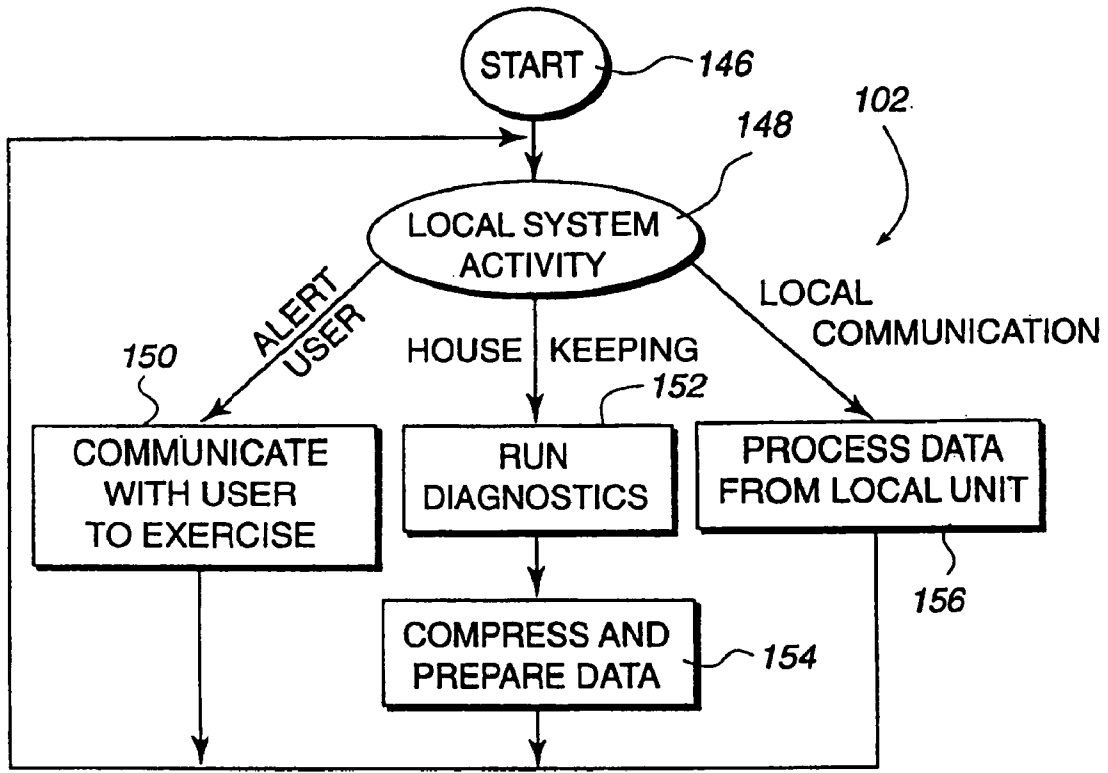 START
146
102
148
LOCAL SYSTEM
ACTIVITY
ALERT
USER
HOUSE KEEPING
LOCAL
COMMUNICATION
150
152
COMMUNICATE
WITH USER
TO EXERCISE
RUN
DIAGNOSTICS
PROCESS DATA
FROM LOCAL UNIT
156
COMPRESS AND
PREPARE DATA
154